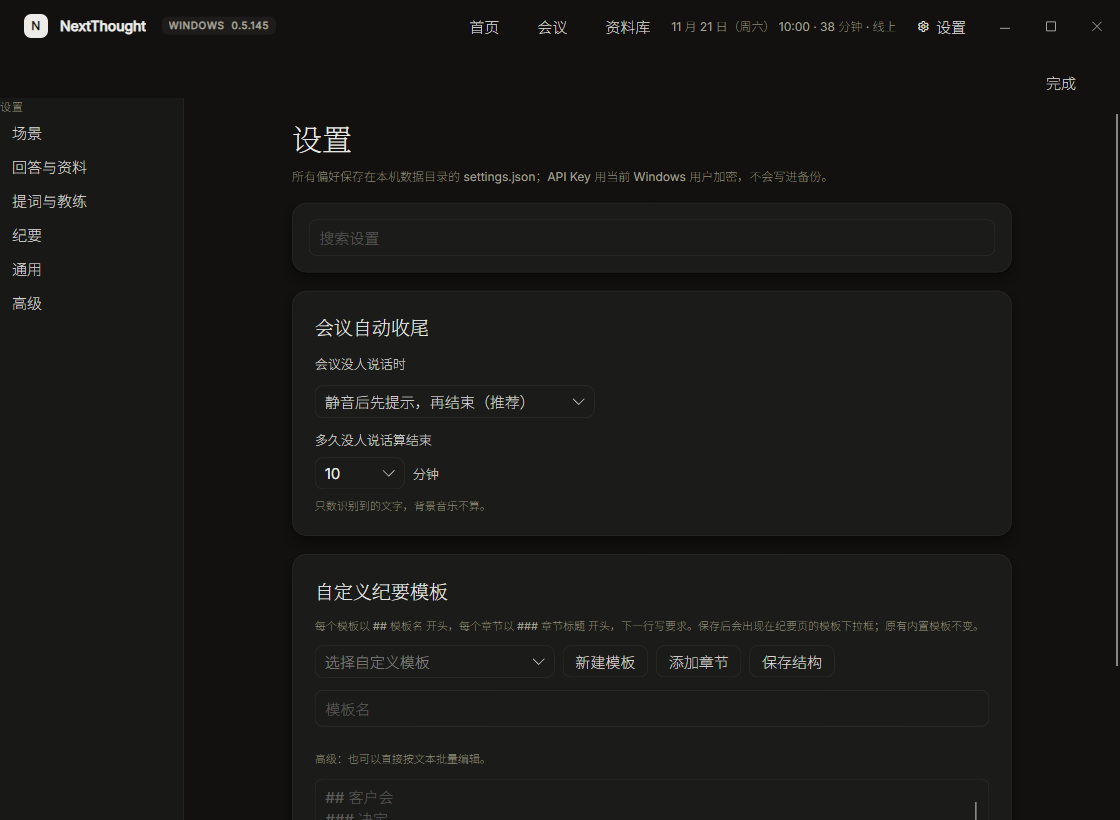 N NextThought WINDOWS 0.5.145 首页 会议 资料库 11 月 21 日（周六） 10:00 · 38 分钟 · 线上 设置
完成
设置
场景
回答与资料
提词与教练
纪要
通用
高级
设置
所有偏好保存在本机数据目录的 settings.json；API Key 用当前 Windows 用户加密，不会写进备份。
搜索设置
会议自动收尾
会议没人说话时
静音后先提示，再结束（推荐）
多久没人说话算结束
10 分钟
只数识别到的文字，背景音乐不算。
自定义纪要模板
每个模板以 ## 模板名 开头，每个章节以 ### 章节标题 开头，下一行写要求。保存后会出现在纪要页的模板下拉框；原有内置模板不变。
选择自定义模板 新建模板 添加章节 保存结构
模板名
高级：也可以直接按文本批量编辑。
## 客户会
### 决定